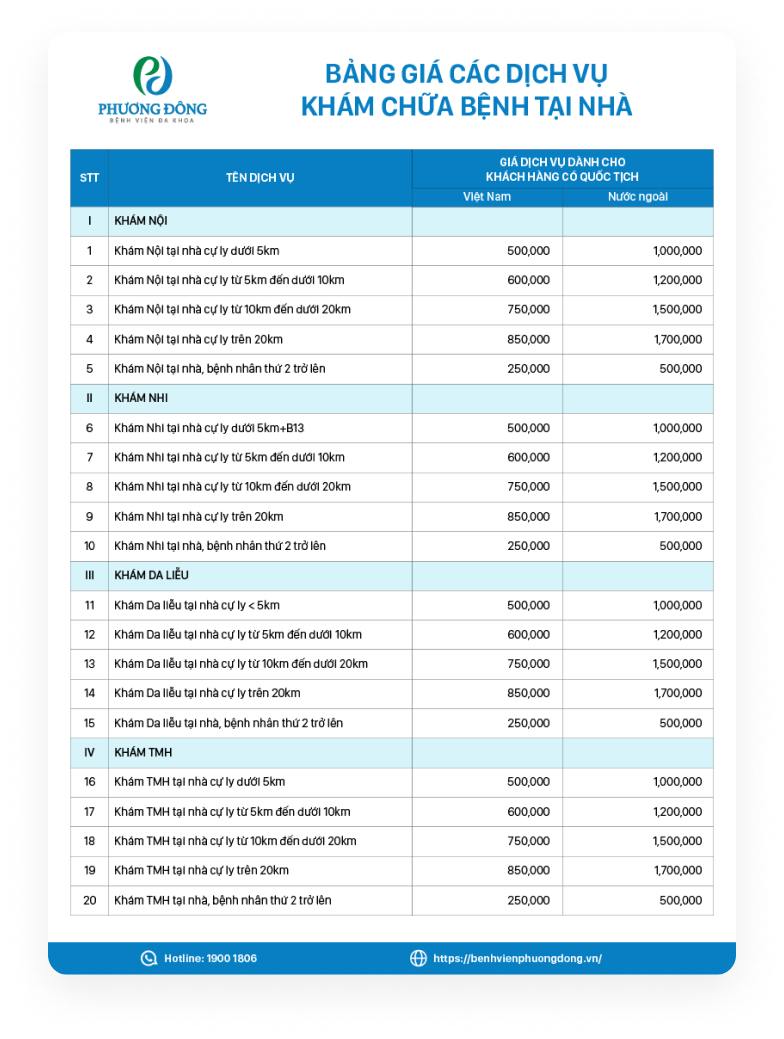 PHƯƠNG ĐÔNG
BỆNH VIỆN ĐA KHOA
BẢNG GIÁ CÁC DỊCH VỤ
KHÁM CHỮA BỆNH TẠI NHÀ
STT TÊN DỊCH VỤ GIÁ DỊCH VỤ DÀNH CHO
KHÁCH HÀNG CÓ QUỐC TỊCH
Việt Nam Nước ngoài
I KHÁM NỘI
1 Khám Nội tại nhà cự ly dưới 5km 500,000 1,000,000
2 Khám Nội tại nhà cự ly từ 5km đến dưới 10km 600,000 1,200,000
3 Khám Nội tại nhà cự ly từ 10km đến dưới 20km 750,000 1,500,000
4 Khám Nội tại nhà cự ly trên 20km 850,000 1,700,000
5 Khám Nội tại nhà, bệnh nhân thứ 2 trở lên 250,000 500,000
II KHÁM NHI
6 Khám Nhi tại nhà cự ly dưới 5km+B13 500,000 1,000,000
7 Khám Nhi tại nhà cự ly từ 5km đến dưới 10km 600,000 1,200,000
8 Khám Nhi tại nhà cự ly từ 10km đến dưới 20km 750,000 1,500,000
9 Khám Nhi tại nhà cự ly trên 20km 850,000 1,700,000
10 Khám Nhi tại nhà, bệnh nhân thứ 2 trở lên 250,000 500,000
III KHÁM DA LIỄU
11 Khám Da liễu tại nhà cự ly < 5km 500,000 1,000,000
12 Khám Da liễu tại nhà cự ly từ 5km đến dưới 10km 600,000 1,200,000
13 Khám Da liễu tại nhà cự ly từ 10km đến dưới 20km 750,000 1,500,000
14 Khám Da liễu tại nhà cự ly trên 20km 850,000 1,700,000
15 Khám Da liễu tại nhà, bệnh nhân thứ 2 trở lên 250,000 500,000
IV KHÁM TMH
16 Khám TMH tại nhà cự ly dưới 5km 500,000 1,000,000
17 Khám TMH tại nhà cự ly từ 5km đến dưới 10km 600,000 1,200,000
18 Khám TMH tại nhà cự ly từ 10km đến dưới 20km 750,000 1,500,000
19 Khám TMH tại nhà cự ly trên 20km 850,000 1,700,000
20 Khám TMH tại nhà, bệnh nhân thứ 2 trở lên 250,000 500,000
Hotline: 1900 1806 https://benhvienphuongdong.vn/